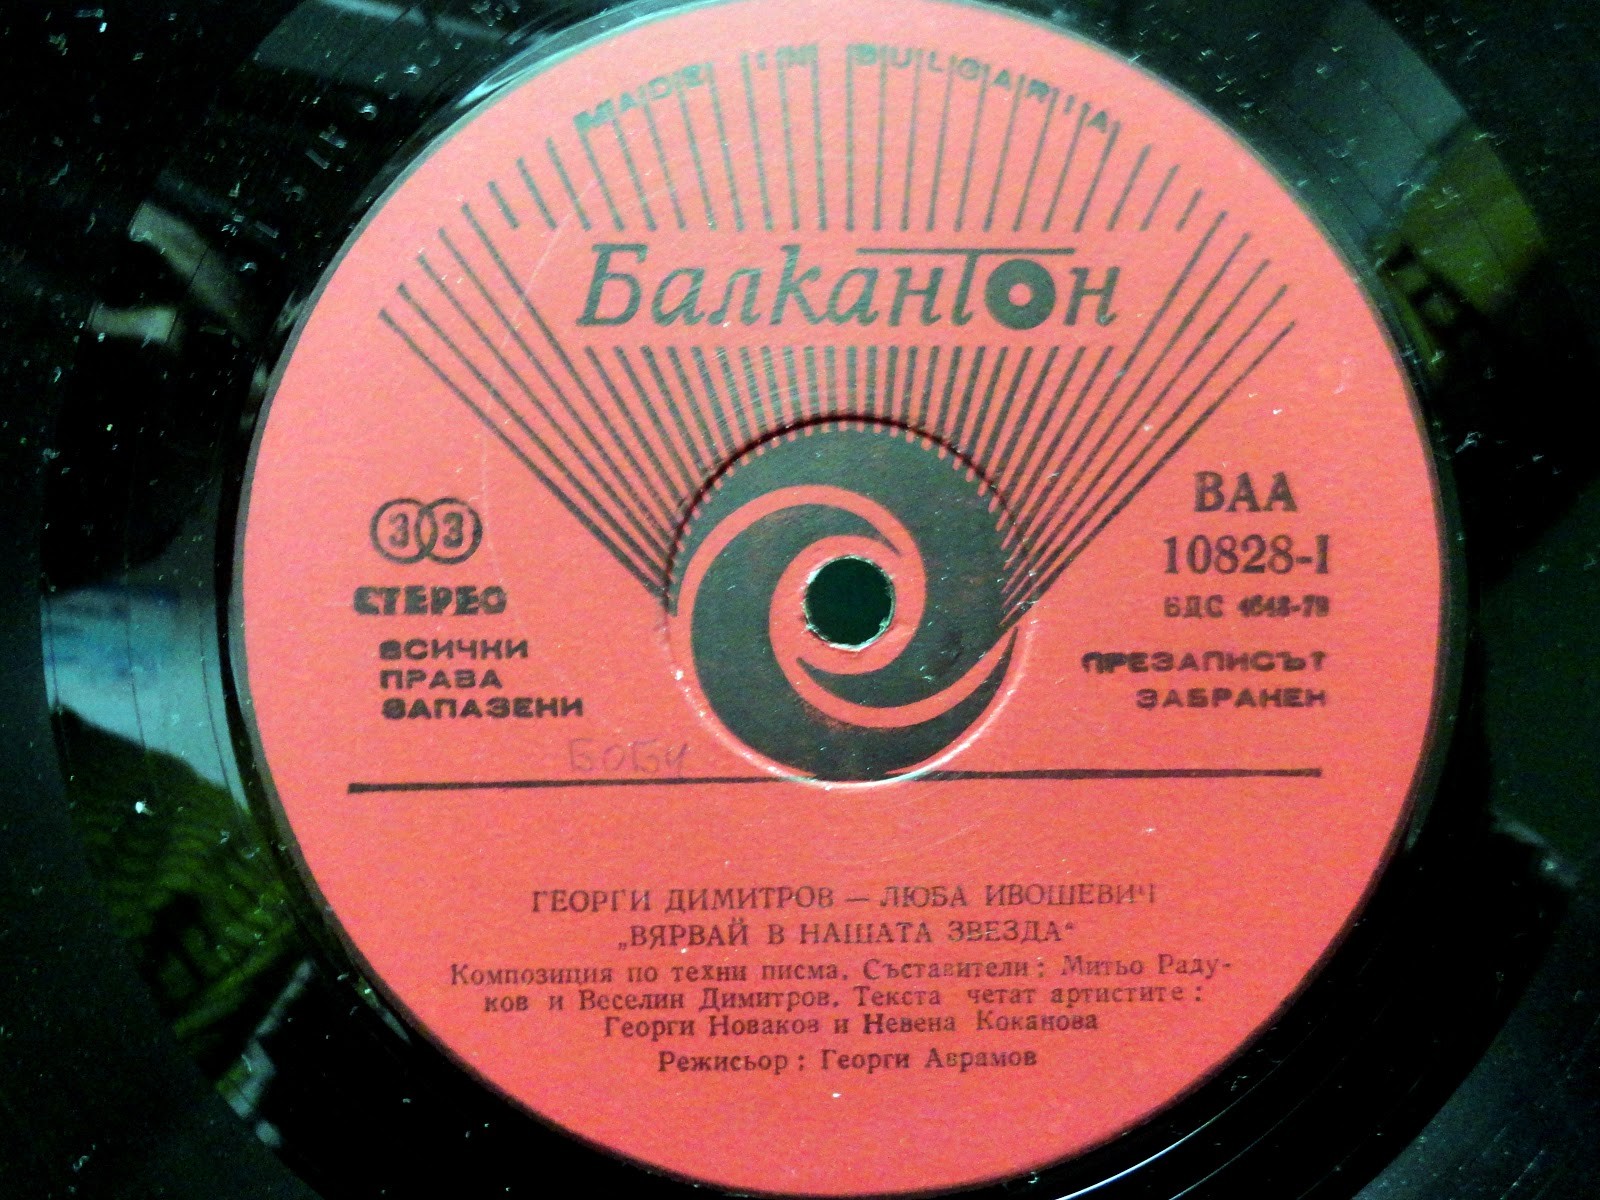 MADE IN BULGARIA
Балкантон
33
СТЕРЕО
ВСИЧКИ
ПРАВА
ЗАПАЗЕНИ
ВАА
10828-I
БДС
ПРЕЗАПИСЪТ
ЗАБРАНЕН
БОБИ
ГЕОРГИ ДИМИТРОВ — ЛЮБА ИВОШЕВИЧ
„ВЯРВАЙ В НАШАТА ЗВЕЗДА“
Композиция по техни писма. Съставители: Митьо Раду-
ков и Веселин Димитров. Текста четат артистите:
Георги Новаков и Невена Коканова
Режисьор: Георги Аврамов